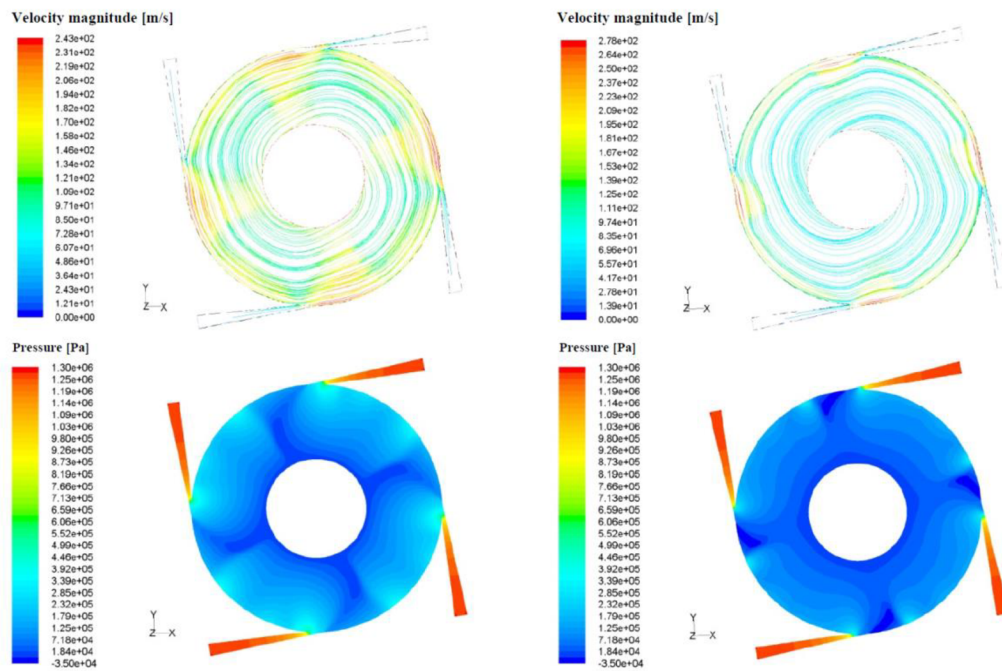 Velocity magnitude [m/s]
2.43e+02
2.31e+02
2.19e+02
2.06e+02
1.94e+02
1.82e+02
1.70e+02
1.58e+02
1.46e+02
1.34e+02
1.21e+02
1.09e+02
9.71e+01
8.50e+01
7.28e+01
6.07e+01
4.86e+01
3.64e+01
2.43e+01
1.21e+01
0.00e+00
Y
Z X
Velocity magnitude [m/s]
2.78e+02
2.64e+02
2.50e+02
2.37e+02
2.23e+02
2.09e+02
1.95e+02
1.81e+02
1.67e+02
1.53e+02
1.39e+02
1.25e+02
1.11e+02
9.74e+01
8.35e+01
6.96e+01
5.57e+01
4.17e+01
2.78e+01
1.39e+01
0.00e+00
Y
Z X
Pressure [Pa]
1.30e+06
1.25e+06
1.19e+06
1.14e+06
1.09e+06
1.03e+06
9.80e+05
9.26e+05
8.73e+05
8.19e+05
7.66e+05
7.13e+05
6.59e+05
6.06e+05
5.52e+05
4.99e+05
4.46e+05
3.92e+05
3.39e+05
2.85e+05
2.32e+05
1.79e+05
1.25e+05
7.18e+04
1.84e+04
-3.50e+04
Y
Z X
Pressure [Pa]
1.30e+06
1.25e+06
1.19e+06
1.14e+06
1.09e+06
1.03e+06
9.80e+05
9.26e+05
8.73e+05
8.19e+05
7.66e+05
7.13e+05
6.59e+05
6.06e+05
5.52e+05
4.99e+05
4.46e+05
3.92e+05
3.39e+05
2.85e+05
2.32e+05
1.79e+05
1.25e+05
7.18e+04
1.84e+04
-3.50e+04
Y
Z X